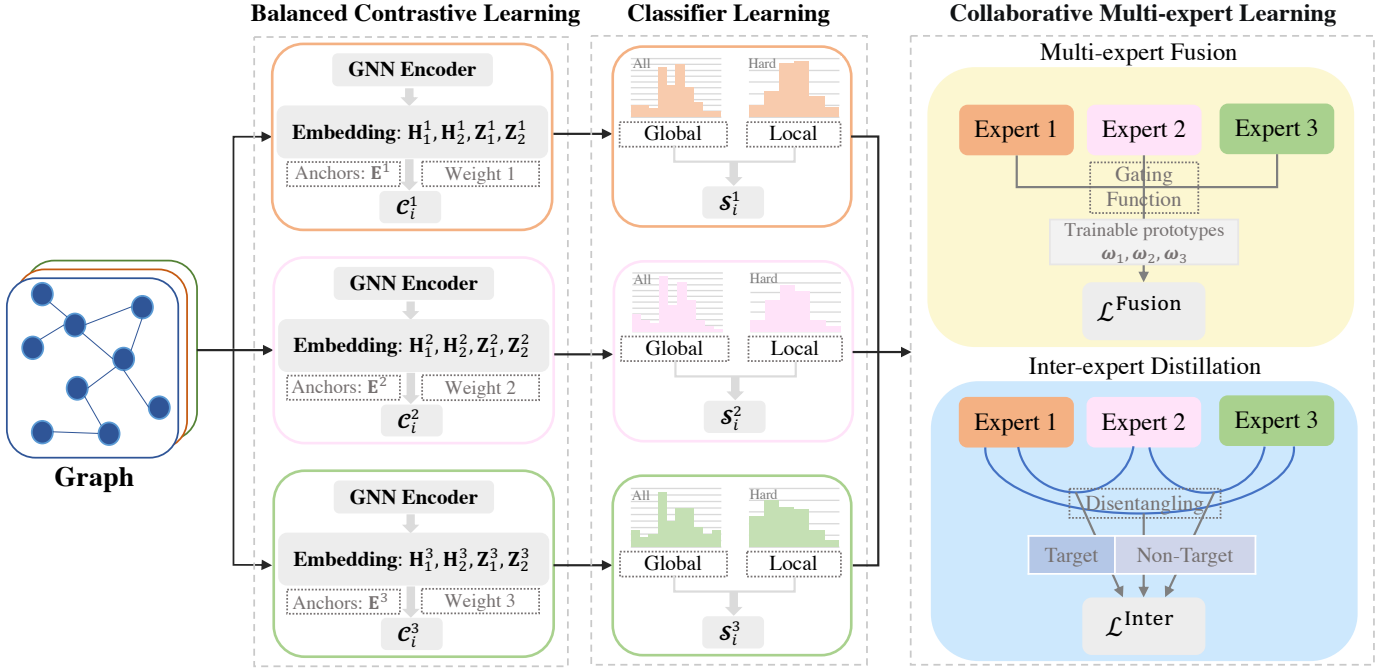 Balanced Contrastive Learning
Classifier Learning
Collaborative Multi-expert Learning
Graph
GNN Encoder
Embedding: H₁¹, H₂¹, Z₁¹, Z₂¹
Anchors: E¹
Weight 1
𝒞ᵢ¹
GNN Encoder
Embedding: H₁², H₂², Z₁², Z₂²
Anchors: E²
Weight 2
𝒞ᵢ²
GNN Encoder
Embedding: H₁³, H₂³, Z₁³, Z₂³
Anchors: E³
Weight 3
𝒞ᵢ³
All
Hard
Global
Local
𝒮ᵢ¹
All
Hard
Global
Local
𝒮ᵢ²
All
Hard
Global
Local
𝒮ᵢ³
Multi-expert Fusion
Expert 1
Expert 2
Expert 3
Gating
Function
Trainable prototypes
ω₁, ω₂, ω₃
ℒ^Fusion
Inter-expert Distillation
Expert 1
Expert 2
Expert 3
Disentangling
Target
Non-Target
ℒ^Inter